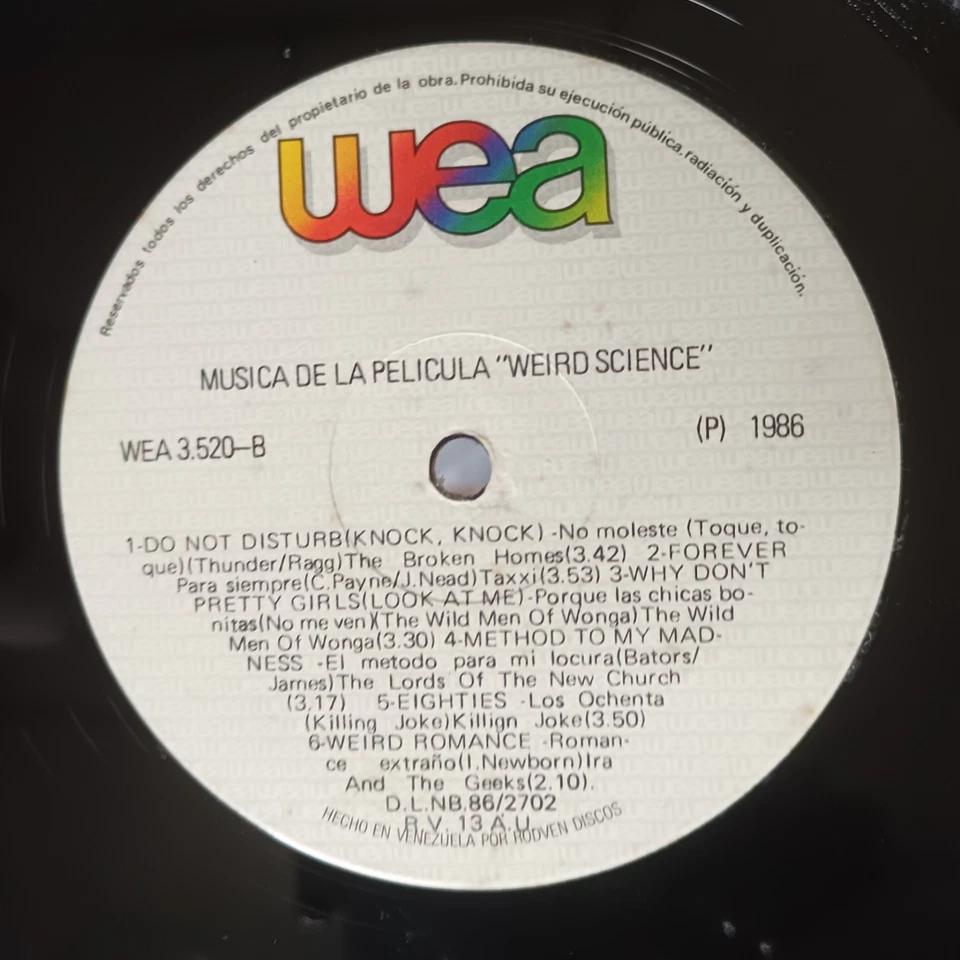 Reservados todos los derechos del propietario de la obra. Prohibida su ejecución pública, radiación y duplicación.
wea
MUSICA DE LA PELICULA "WEIRD SCIENCE"
WEA 3.520-B
(P) 1986
1-DO NOT DISTURB(KNOCK, KNOCK) -No moleste (Toque, to-
que)(Thunder/Ragg)The Broken Homes(3.42) 2-FOREVER
Para siempre(C.Payne/J.Nead)Taxxi(3.53) 3-WHY DON'T
PRETTY GIRLS(LOOK AT ME)-Porque las chicas bo-
nitas(No me ven)(The Wild Men Of Wonga)The Wild
Men Of Wonga(3.30) 4-METHOD TO MY MAD-
NESS -El metodo para mi locura(Bators/
James)The Lords Of The New Church
(3.17) 5-EIGHTIES -Los Ochenta
(Killing Joke)Killign Joke(3.50)
6-WEIRD ROMANCE -Roman-
ce extraño(I.Newborn)Ira
And The Geeks(2.10).
D.L.NB.86/2702
R.V. 13 A.U.
HECHO EN VENEZUELA POR RODVEN DISCOS